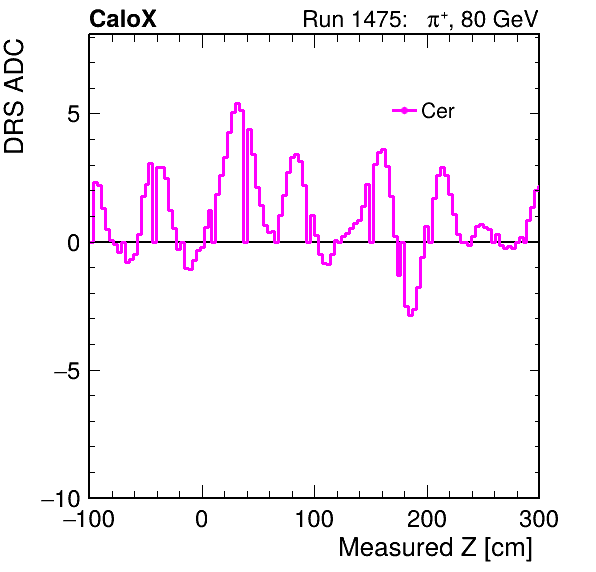 CaloX Run 1475: π⁺, 80 GeV
DRS ADC
Cer
5
0
−5
−10
−100 0 100 200 300
Measured Z [cm]